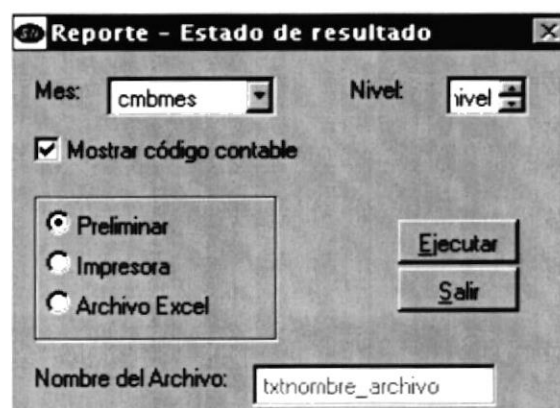 Reporte - Estado de resultado
Mes: cmbmes Nivel: nivel
Mostrar código contable
Preliminar
Impresora
Archivo Excel
Ejecutar
Salir
Nombre del Archivo: txtnombre_archivo